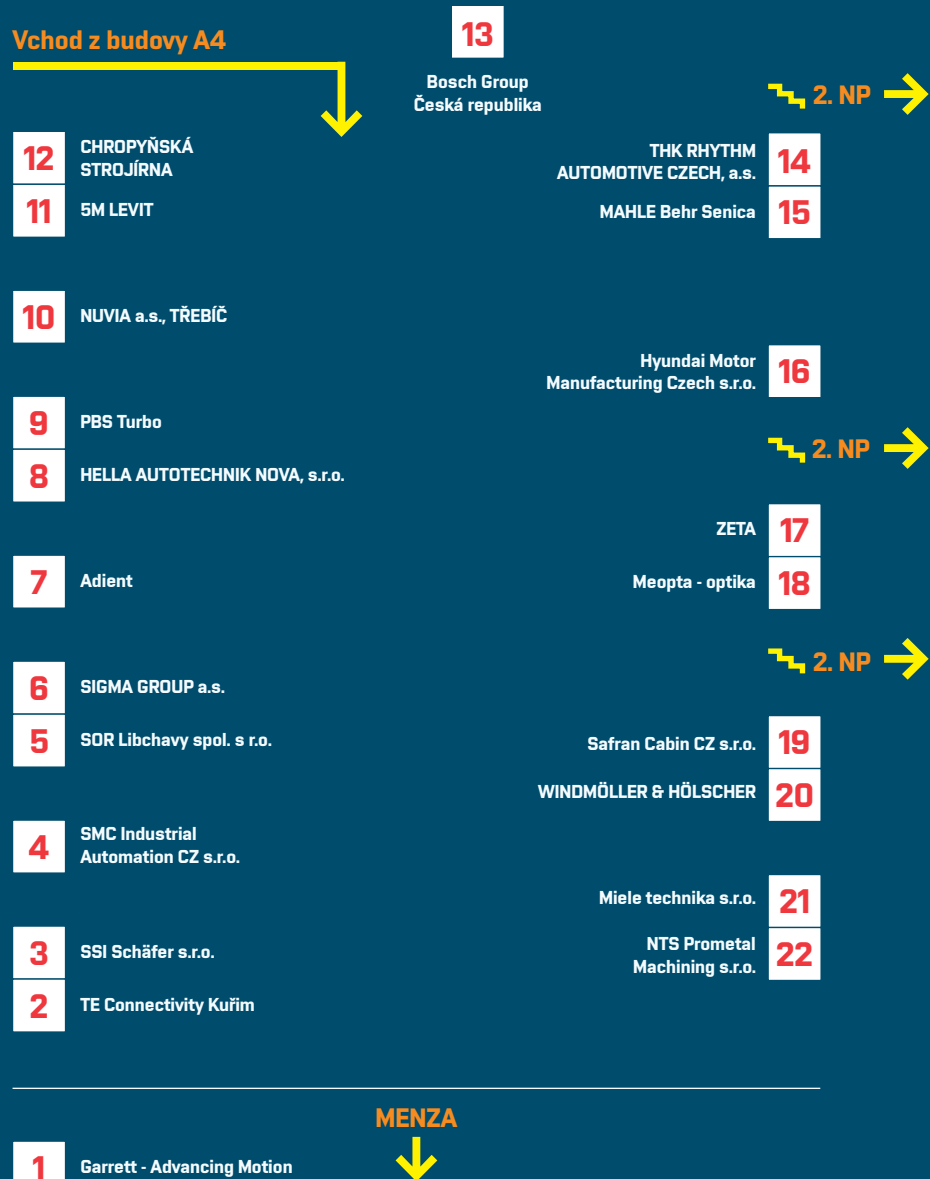 Vchod z budovy A4
13
Bosch Group
Česká republika
2. NP
12
CHROPYŇSKÁ
STROJÍRNA
THK RHYTHM
AUTOMOTIVE CZECH, a.s.
14
11
5M LEVIT
MAHLE Behr Senica
15
10
NUVIA a.s., TŘEBÍČ
Hyundai Motor
Manufacturing Czech s.r.o.
16
9
PBS Turbo
2. NP
8
HELLA AUTOTECHNIK NOVA, s.r.o.
ZETA
17
7
Adient
Meopta - optika
18
2. NP
6
SIGMA GROUP a.s.
5
SOR Libchavy spol. s r.o.
Safran Cabin CZ s.r.o.
19
WINDMÖLLER & HÖLSCHER
20
4
SMC Industrial
Automation CZ s.r.o.
Miele technika s.r.o.
21
3
SSI Schäfer s.r.o.
NTS Prometal
Machining s.r.o.
22
2
TE Connectivity Kuřim
MENZA
1
Garrett - Advancing Motion